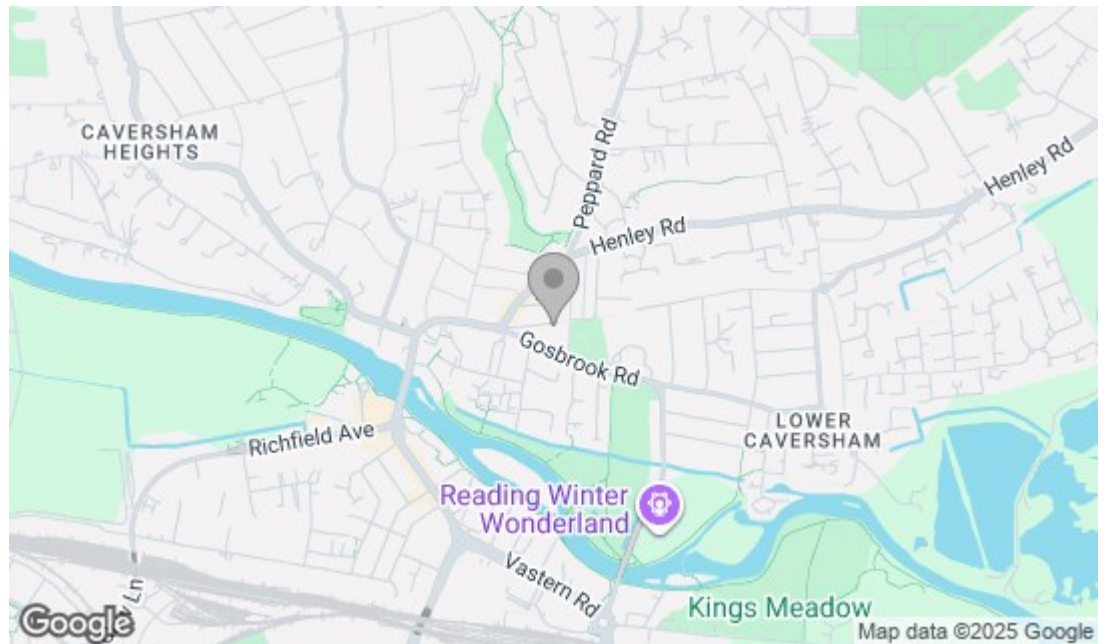 CAVERSHAM
HEIGHTS
Peppard Rd
Henley Rd
Henley Rd
Gosbrook Rd
LOWER
CAVERSHAM
Richfield Ave
Reading Winter
Wonderland
Vastern Rd
Kings Meadow
Google
Map data ©2025 Google